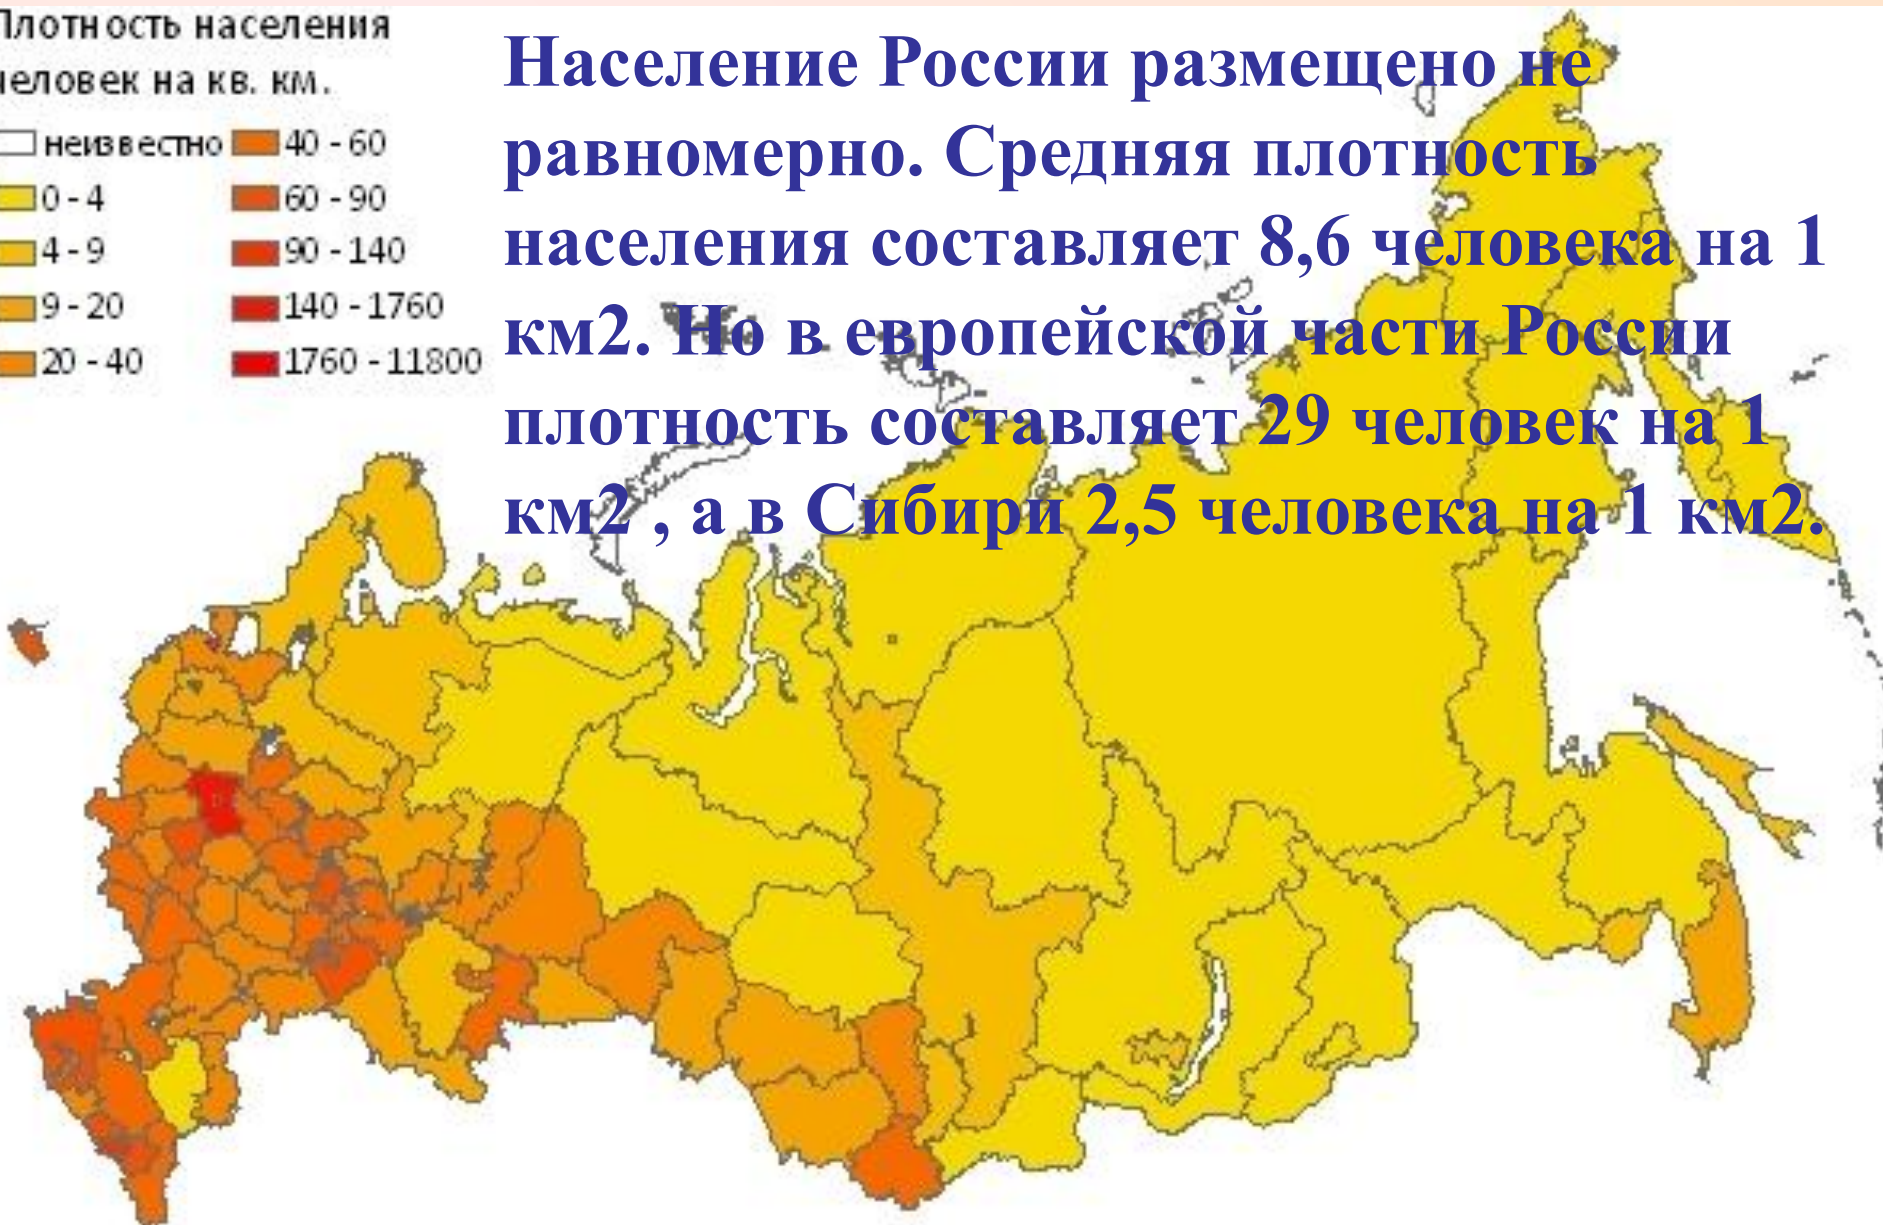 Плотность населения
человек на кв. км.
неизвестно
0 - 4
4 - 9
9 - 20
20 - 40
40 - 60
60 - 90
90 - 140
140 - 1760
1760 - 11800
Население России размещено не
равномерно. Средняя плотность
населения составляет 8,6 человека на 1
км2. Но в европейской части России
плотность составляет 29 человек на 1
км2 , а в Сибири 2,5 человека на 1 км2.